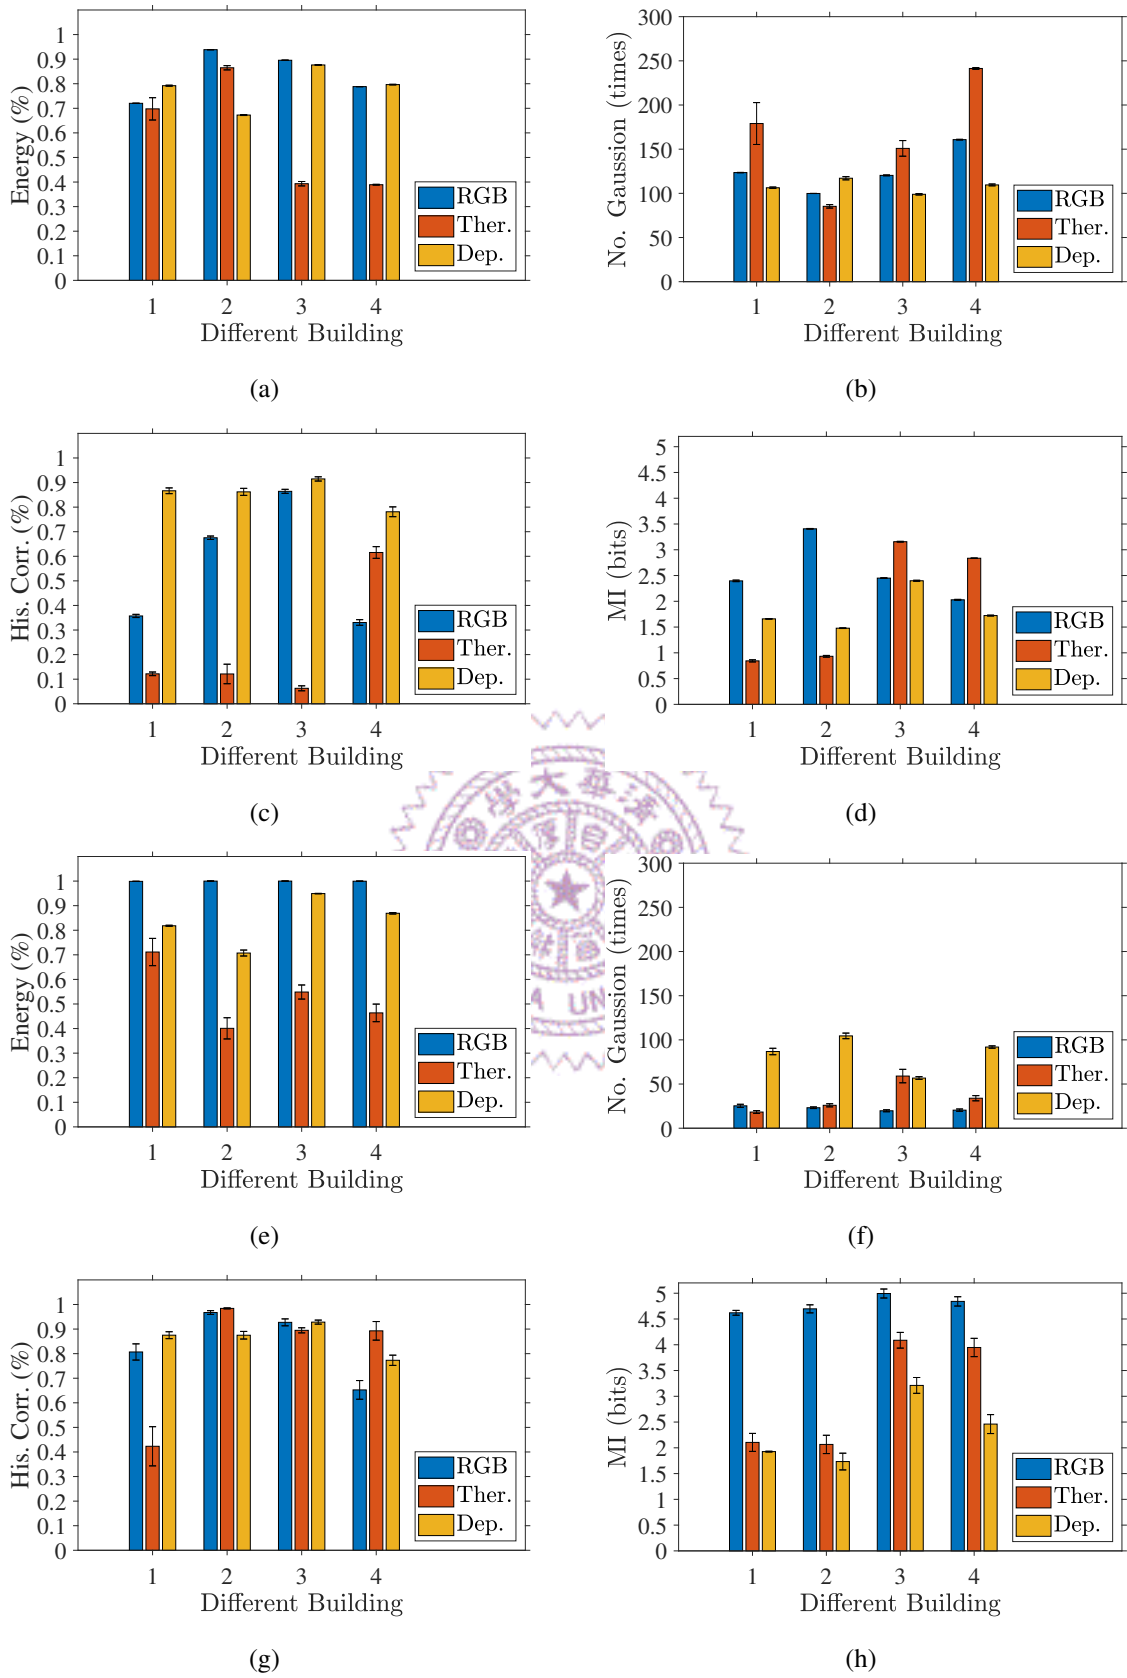 1
0.9
0.8
0.7
0.6
0.5
0.4
0.3
0.2
0.1
0
Energy (%)
RGB
Ther.
Dep.
1 2 3 4
Different Building
(a)
300
250
200
150
100
50
0
No. Gaussion (times)
RGB
Ther.
Dep.
1 2 3 4
Different Building
(b)
1
0.9
0.8
0.7
0.6
0.5
0.4
0.3
0.2
0.1
0
His. Corr. (%)
RGB
Ther.
Dep.
1 2 3 4
Different Building
(c)
5
4.5
4
3.5
3
2.5
2
1.5
1
0.5
0
MI (bits)
RGB
Ther.
Dep.
1 2 3 4
Different Building
(d)
學大華清
1
0.9
0.8
0.7
0.6
0.5
0.4
0.3
0.2
0.1
0
Energy (%)
RGB
Ther.
Dep.
1 2 3 4
Different Building
(e)
A UN
300
250
200
150
100
50
0
No. Gaussion (times)
RGB
Ther.
Dep.
1 2 3 4
Different Building
(f)
1
0.9
0.8
0.7
0.6
0.5
0.4
0.3
0.2
0.1
0
His. Corr. (%)
RGB
Ther.
Dep.
1 2 3 4
Different Building
(g)
5
4.5
4
3.5
3
2.5
2
1.5
1
0.5
0
MI (bits)
RGB
Ther.
Dep.
1 2 3 4
Different Building
(h)